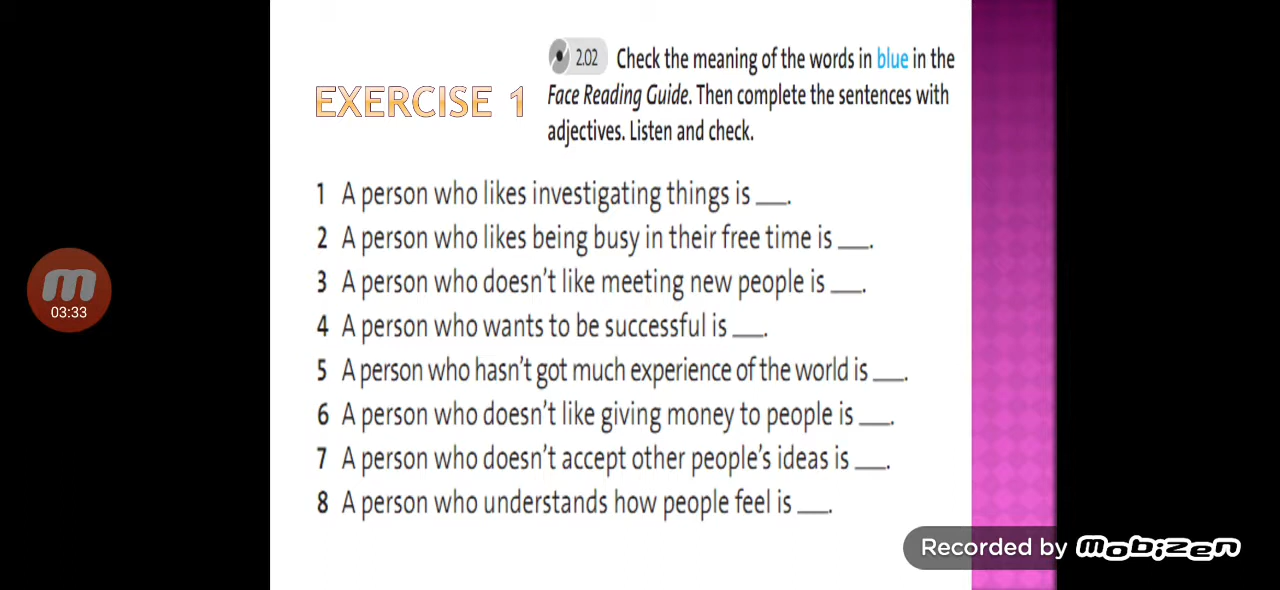 2.02 Check the meaning of the words in blue in the
EXERCISE 1
Face Reading Guide. Then complete the sentences with
adjectives. Listen and check.
1 A person who likes investigating things is ___.
2 A person who likes being busy in their free time is ___.
3 A person who doesn't like meeting new people is ___.
4 A person who wants to be successful is ___.
5 A person who hasn't got much experience of the world is ___.
6 A person who doesn't like giving money to people is ___.
7 A person who doesn't accept other people's ideas is ___.
8 A person who understands how people feel is ___.
m
03:33
Recorded by mobizen